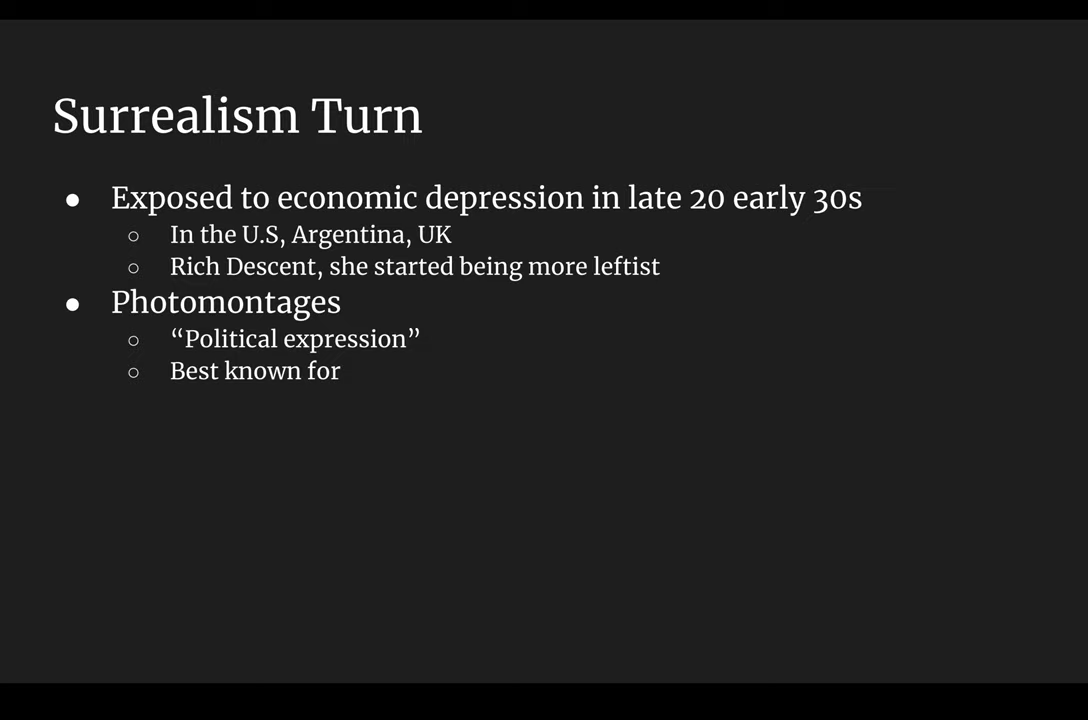 Surrealism Turn
● Exposed to economic depression in late 20 early 30s
○ In the U.S, Argentina, UK
○ Rich Descent, she started being more leftist
● Photomontages
○ “Political expression”
○ Best known for